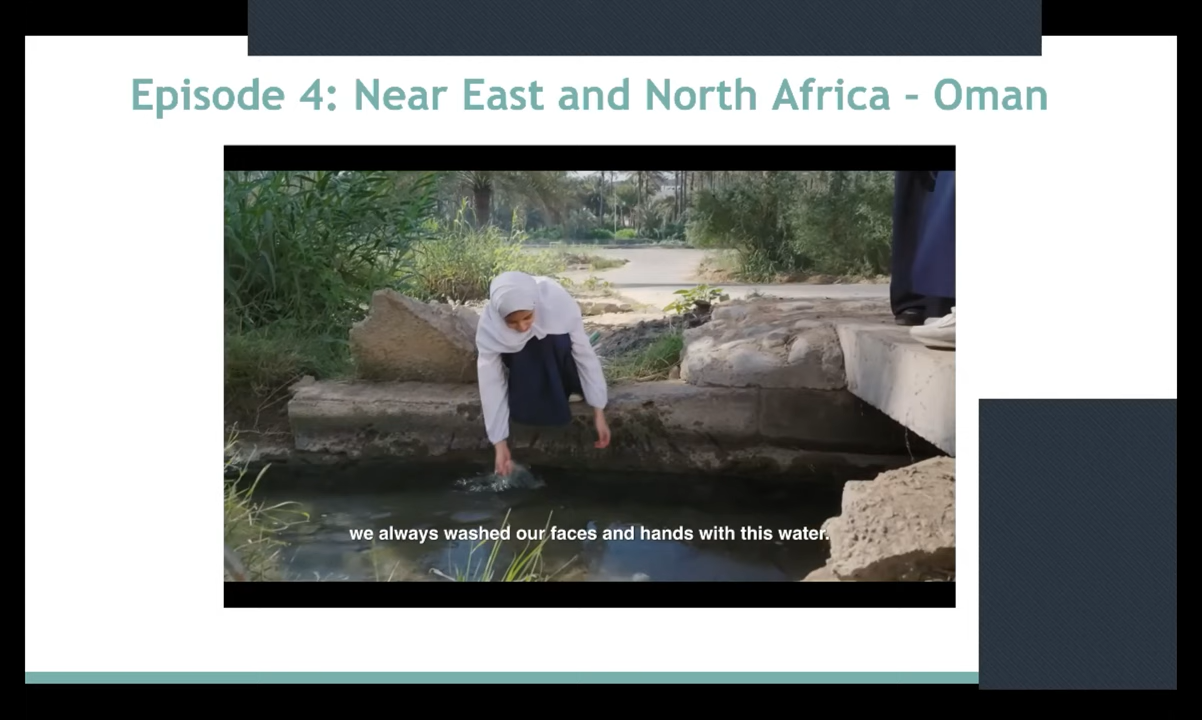 Episode 4: Near East and North Africa - Oman
we always washed our faces and hands with this water.